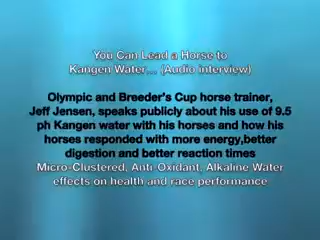 You Can Lead a Horse to
Kangen Water... (Audio interview)
Olympic and Breeder's Cup horse trainer,
Jeff Jensen, speaks publicly about his use of 9.5
ph Kangen water with his horses and how his
horses responded with more energy,better
digestion and better reaction times
Micro-Clustered, Anti-Oxidant, Alkaline Water
effects on health and race performance